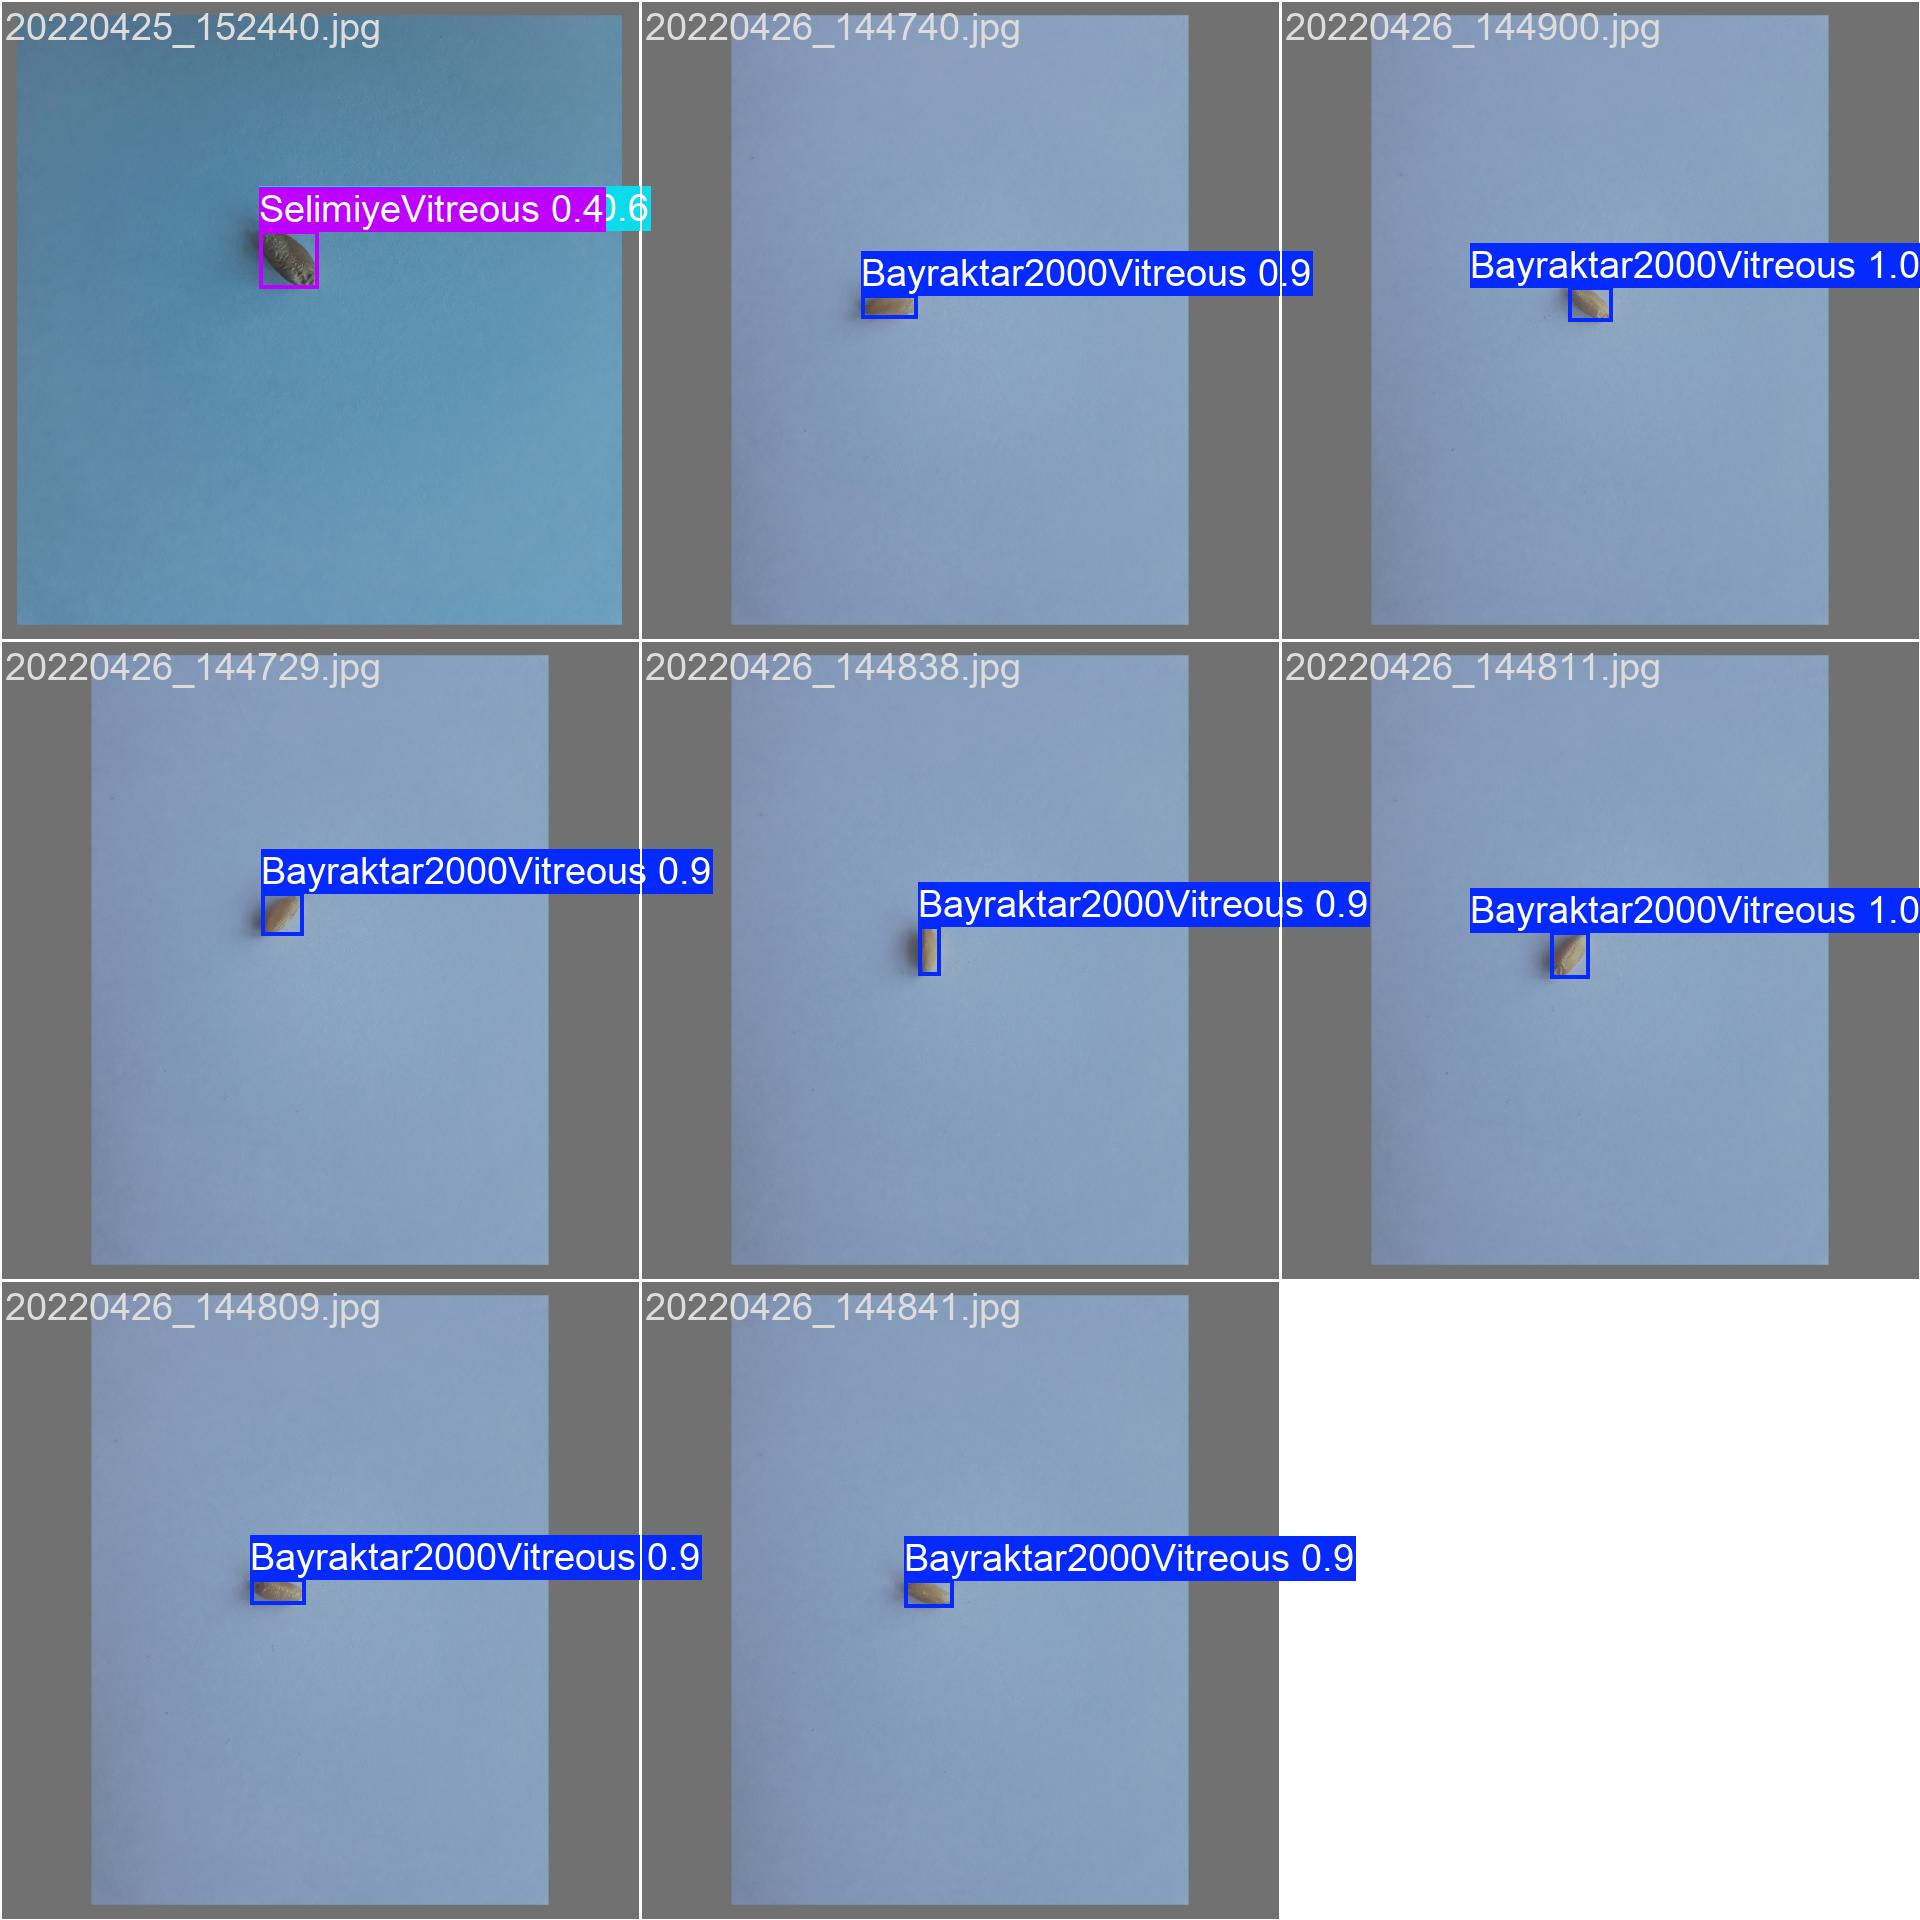 20220425_152440.jpg
20220426_144740.jpg
20220426_144900.jpg
SelimiyeVitreous 0.4
0.6
Bayraktar2000Vitreous 0.9
Bayraktar2000Vitreous 1.0
20220426_144729.jpg
20220426_144838.jpg
20220426_144811.jpg
Bayraktar2000Vitreous 0.9
Bayraktar2000Vitreous 0.9
Bayraktar2000Vitreous 1.0
20220426_144809.jpg
20220426_144841.jpg
Bayraktar2000Vitreous 0.9
Bayraktar2000Vitreous 0.9